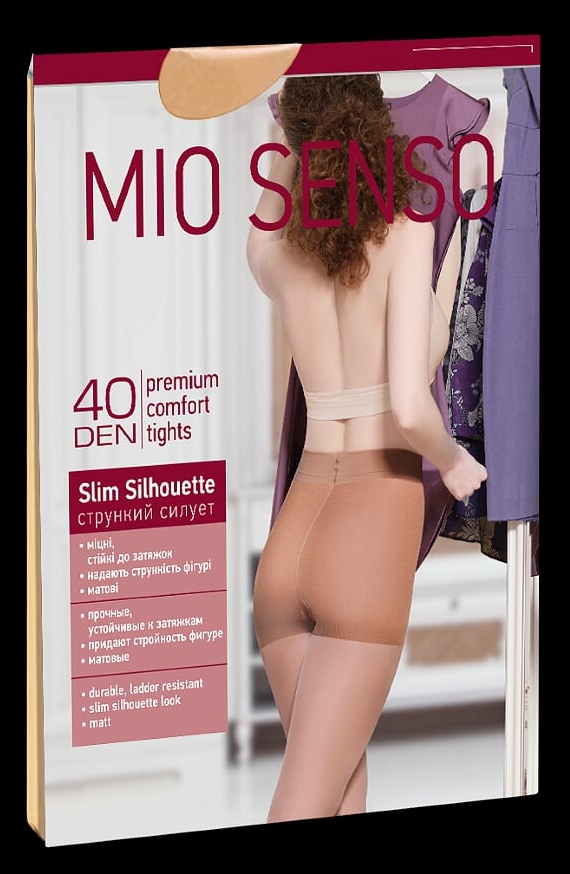 MIO SENSO
40 DEN
premium
comfort
tights
Slim Silhouette
стрункий силует
• міцні,
стійкі до затяжок
• надають стрункість фігурі
• матові
• прочные,
устойчивые к затяжкам
• придают стройность фигуре
• матовые
• durable, ladder resistant
• slim silhouette look
• matt